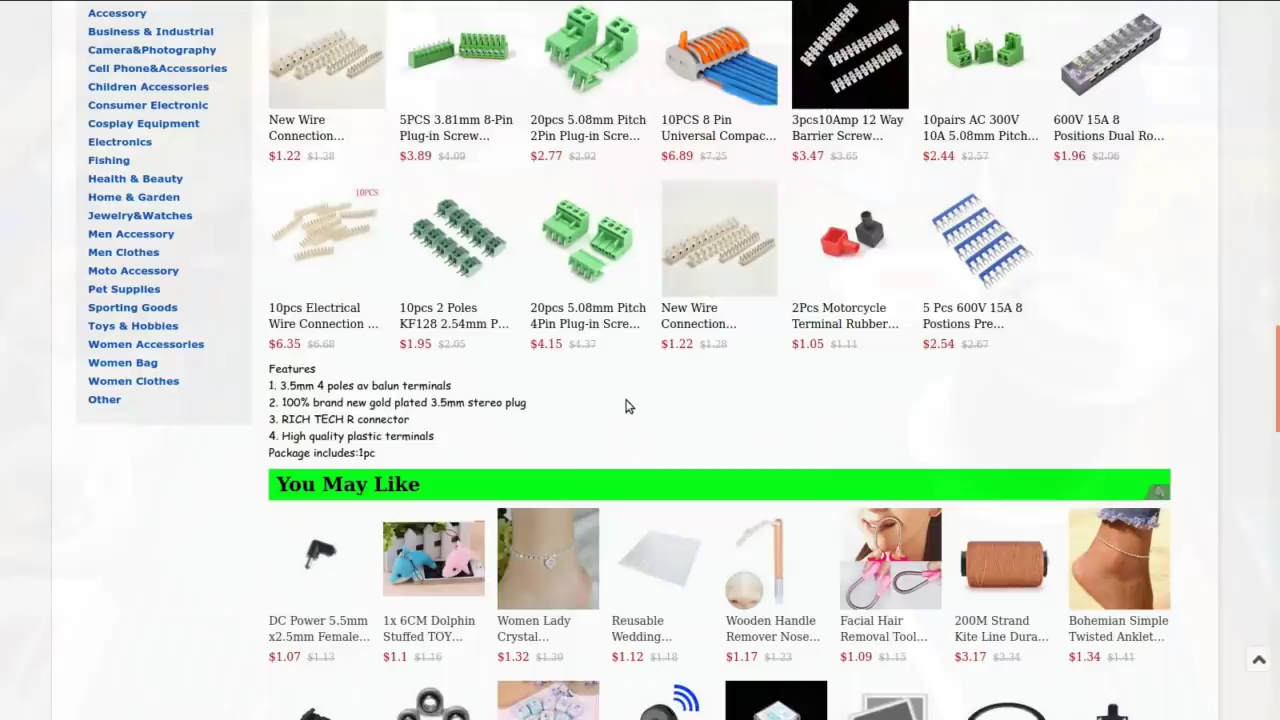 Accessory
Business & Industrial
Camera&Photography
Cell Phone&Accessories
Children Accessories
Consumer Electronic
Cosplay Equipment
Electronics
Fishing
Health & Beauty
Home & Garden
Jewelry&Watches
Men Accessory
Men Clothes
Moto Accessory
Pet Supplies
Sporting Goods
Toys & Hobbies
Women Accessories
Women Bag
Women Clothes
Other
New Wire
Connection...
$1.22 $1.28
5PCS 3.81mm 8-Pin
Plug-in Screw...
$3.89 $4.09
20pcs 5.08mm Pitch
2Pin Plug-in Scre...
$2.77 $2.92
10PCS 8 Pin
Universal Compac...
$6.89 $7.25
3pcs10Amp 12 Way
Barrier Screw...
$3.47 $3.65
10pairs AC 300V
10A 5.08mm Pitch...
$2.44 $2.57
600V 15A 8
Positions Dual Ro...
$1.96 $2.06
10PCS
10pcs Electrical
Wire Connection ...
$6.35 $6.68
10pcs 2 Poles
KF128 2.54mm P...
$1.95 $2.05
20pcs 5.08mm Pitch
4Pin Plug-in Scre...
$4.15 $4.37
New Wire
Connection...
$1.22 $1.28
2Pcs Motorcycle
Terminal Rubber...
$1.05 $1.11
5 Pcs 600V 15A 8
Postions Pre...
$2.54 $2.67
Features
1. 3.5mm 4 poles av balun terminals
2. 100% brand new gold plated 3.5mm stereo plug
3. RICH TECH R connector
4. High quality plastic terminals
Package includes:1pc
You May Like
DC Power 5.5mm
x2.5mm Female...
$1.07 $1.13
1x 6CM Dolphin
Stuffed TOY...
$1.1 $1.16
Women Lady
Crystal...
$1.32 $1.39
Reusable
Wedding...
$1.12 $1.18
Wooden Handle
Remover Nose...
$1.17 $1.23
Facial Hair
Removal Tool...
$1.09 $1.15
200M Strand
Kite Line Dura...
$3.17 $3.34
Bohemian Simple
Twisted Anklet...
$1.34 $1.41